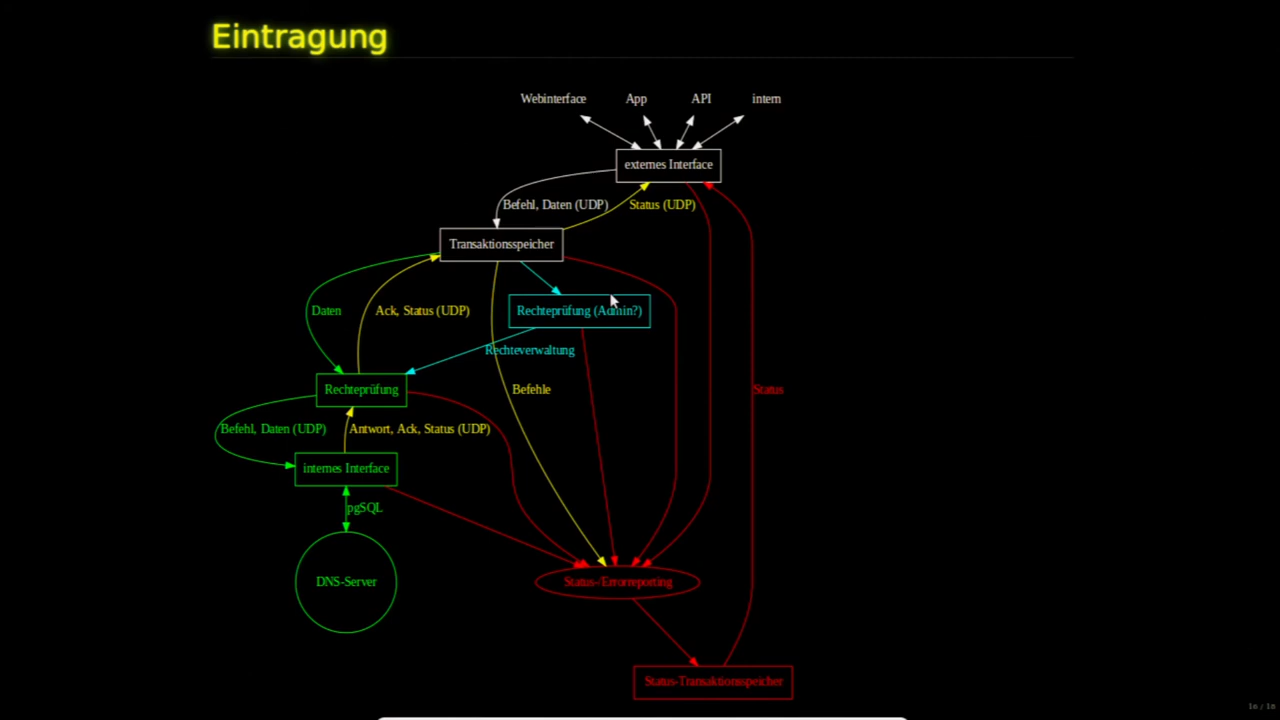 Eintragung
Webinterface
App
API
intern
externes Interface
Befehl, Daten (UDP)
Status (UDP)
Transaktionsspeicher
Daten
Ack, Status (UDP)
Rechteprüfung (Admin?)
Rechteverwaltung
Rechteprüfung
Befehle
Status
Befehl, Daten (UDP)
Antwort, Ack, Status (UDP)
internes Interface
pgSQL
DNS-Server
Status-/Errorreporting
Status-Transaktionsspeicher
16 / 16